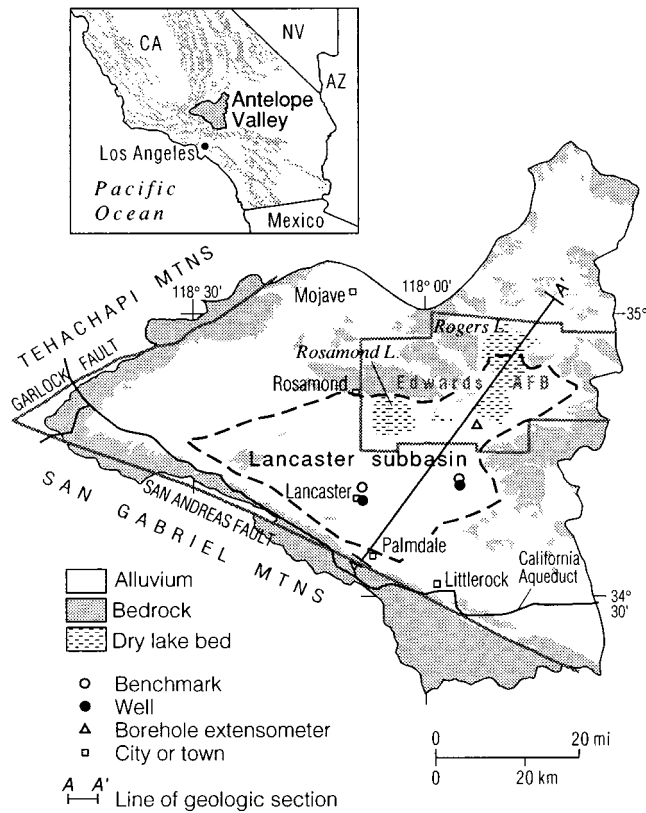 CA
NV
AZ
Antelope
Valley
Los Angeles
Pacific
Ocean
Mexico
TEHACHAPI MTNS
118° 30'
Mojave
118° 00'
A'
35°
Rogers L.
Rosamond L.
GARLOCK FAULT
Rosamond
Edwards AFB
Lancaster subbasin
Lancaster
SAN ANDREAS FAULT
SAN GABRIEL MTNS
Palmdale
Littlerock
California
Aqueduct
34°
30'
Alluvium
Bedrock
Dry lake bed
Benchmark
Well
Borehole extensometer
City or town
A A'
Line of geologic section
0 20 mi
0 20 km